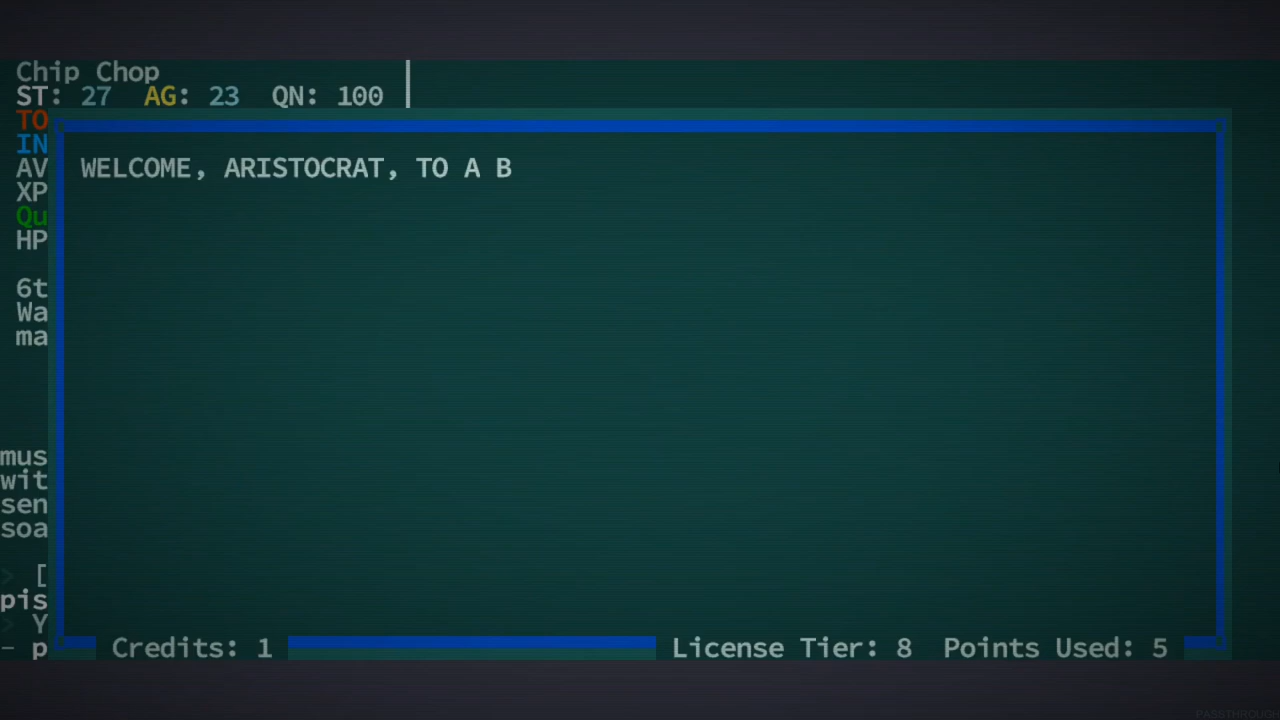 Chip Chop
ST: 27 AG: 23 QN: 100
TO
IN
AV
XP
Qu
HP
WELCOME, ARISTOCRAT, TO A B
6t
Wa
ma
mus
wit
sen
soa
> [
pis
> Y
- p
Credits: 1
License Tier: 8 Points Used: 5
PASSTHROUGH